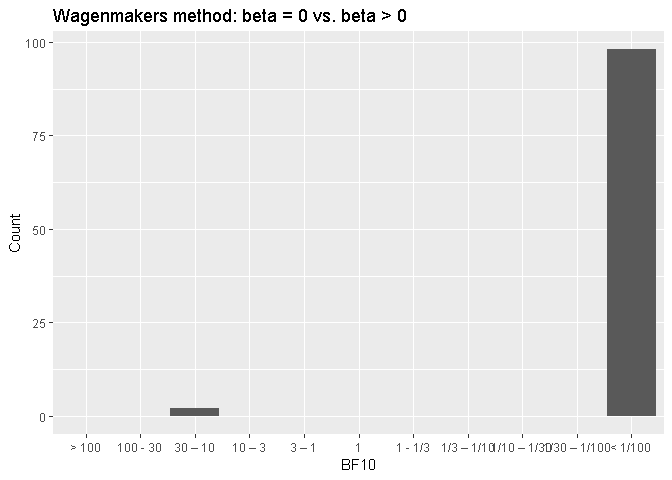 Wagenmakers method: beta = 0 vs. beta > 0
100
75
50
25
0
Count
> 100 100 - 30 30 – 10 10 – 3 3 – 1 1 1 - 1/3 1/3 – 1/10 1/10 – 1/30 1/30 – 1/100 < 1/100
BF10